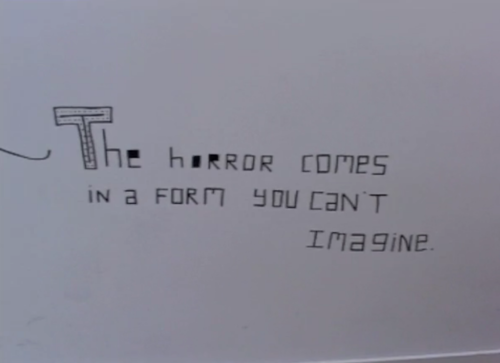 The hORROR COMES
IN a FORM YOU CAN'T
ImagiNE.